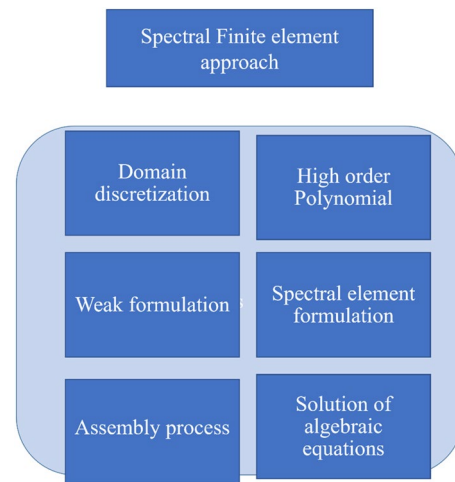 Spectral Finite element
approach
Domain
discretization
High order
Polynomial
Weak formulation
Spectral element
formulation
Assembly process
Solution of
algebraic
equations